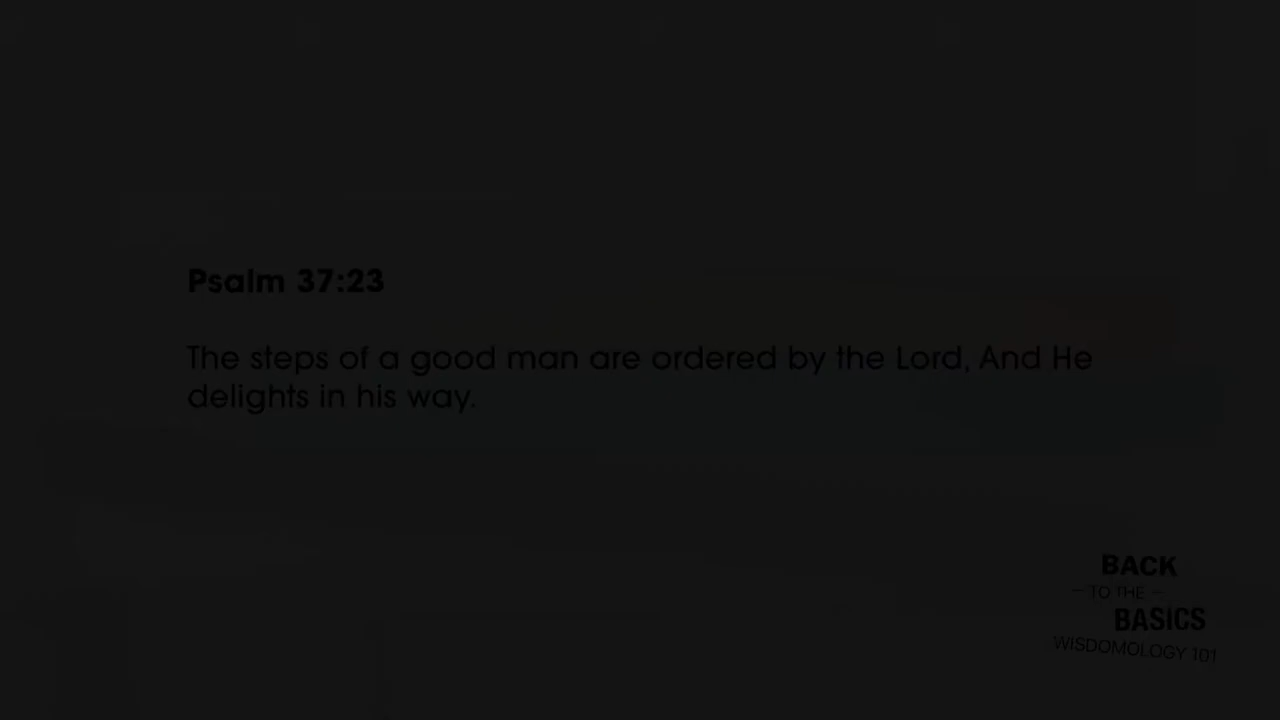 Psalm 37:23
The steps of a good man are ordered by the Lord, And He
delights in his way.
BACK
– TO THE –
BASICS
WISDOMOLOGY 101